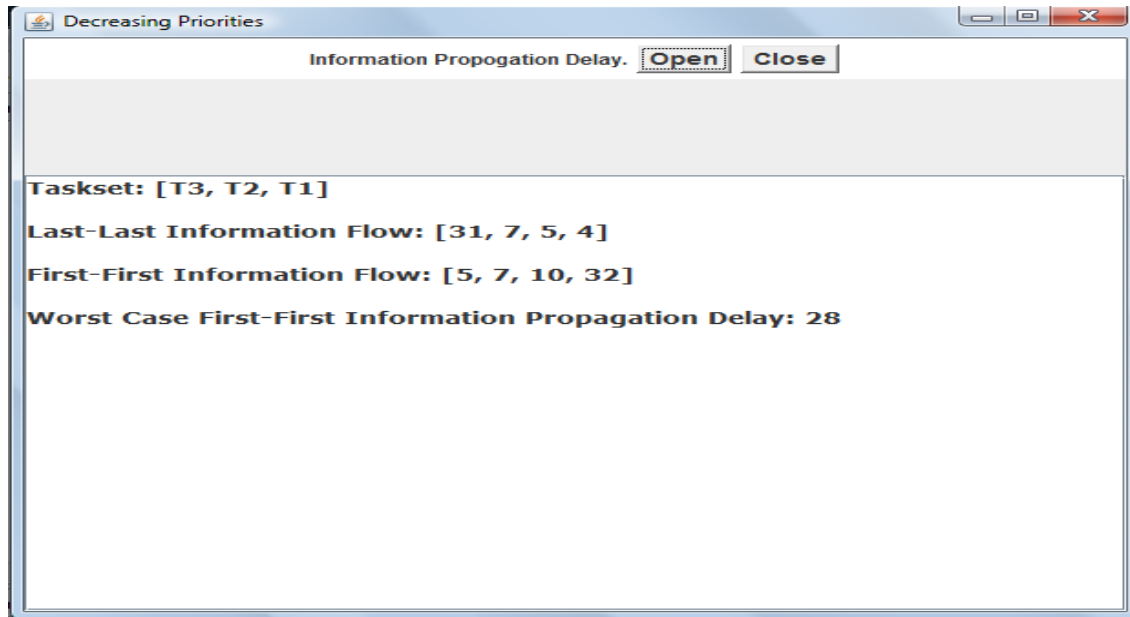 Decreasing Priorities
Information Propogation Delay. Open Close
Taskset: [T3, T2, T1]
Last-Last Information Flow: [31, 7, 5, 4]
First-First Information Flow: [5, 7, 10, 32]
Worst Case First-First Information Propagation Delay: 28